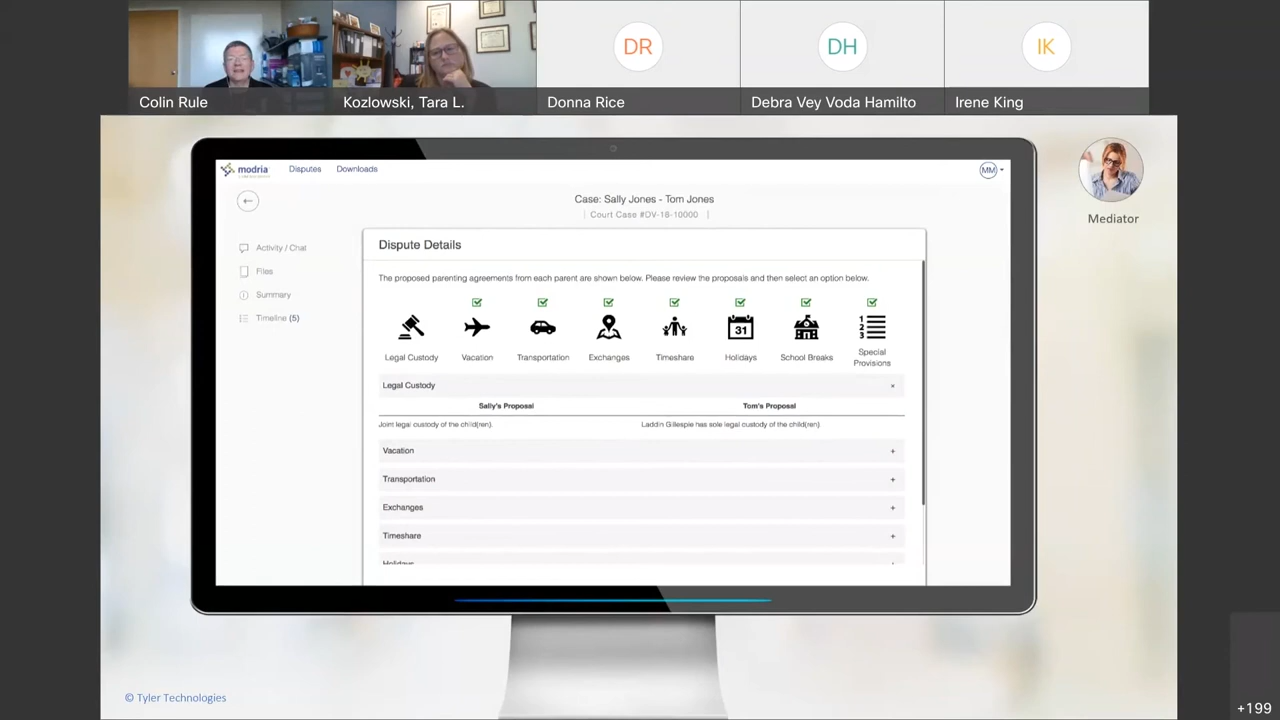 DR
DH
IK
Colin Rule
Kozlowski, Tara L.
Donna Rice
Debra Vey Voda Hamilto
Irene King
modria
Disputes
Downloads
MM
Case: Sally Jones - Tom Jones
Court Case #DV-18-10000
Mediator
Activity / Chat
Files
Summary
Timeline (5)
Dispute Details
The proposed parenting agreements from each parent are shown below. Please review the proposals and then select an option below.
31
1
2
3
Legal Custody
Vacation
Transportation
Exchanges
Timeshare
Holidays
School Breaks
Special
Provisions
Legal Custody
Sally's Proposal
Tom's Proposal
Joint legal custody of the child(ren).
Laddin Gillespie has sole legal custody of the child(ren)
Vacation
Transportation
Exchanges
Timeshare
Holidays
© Tyler Technologies
+199